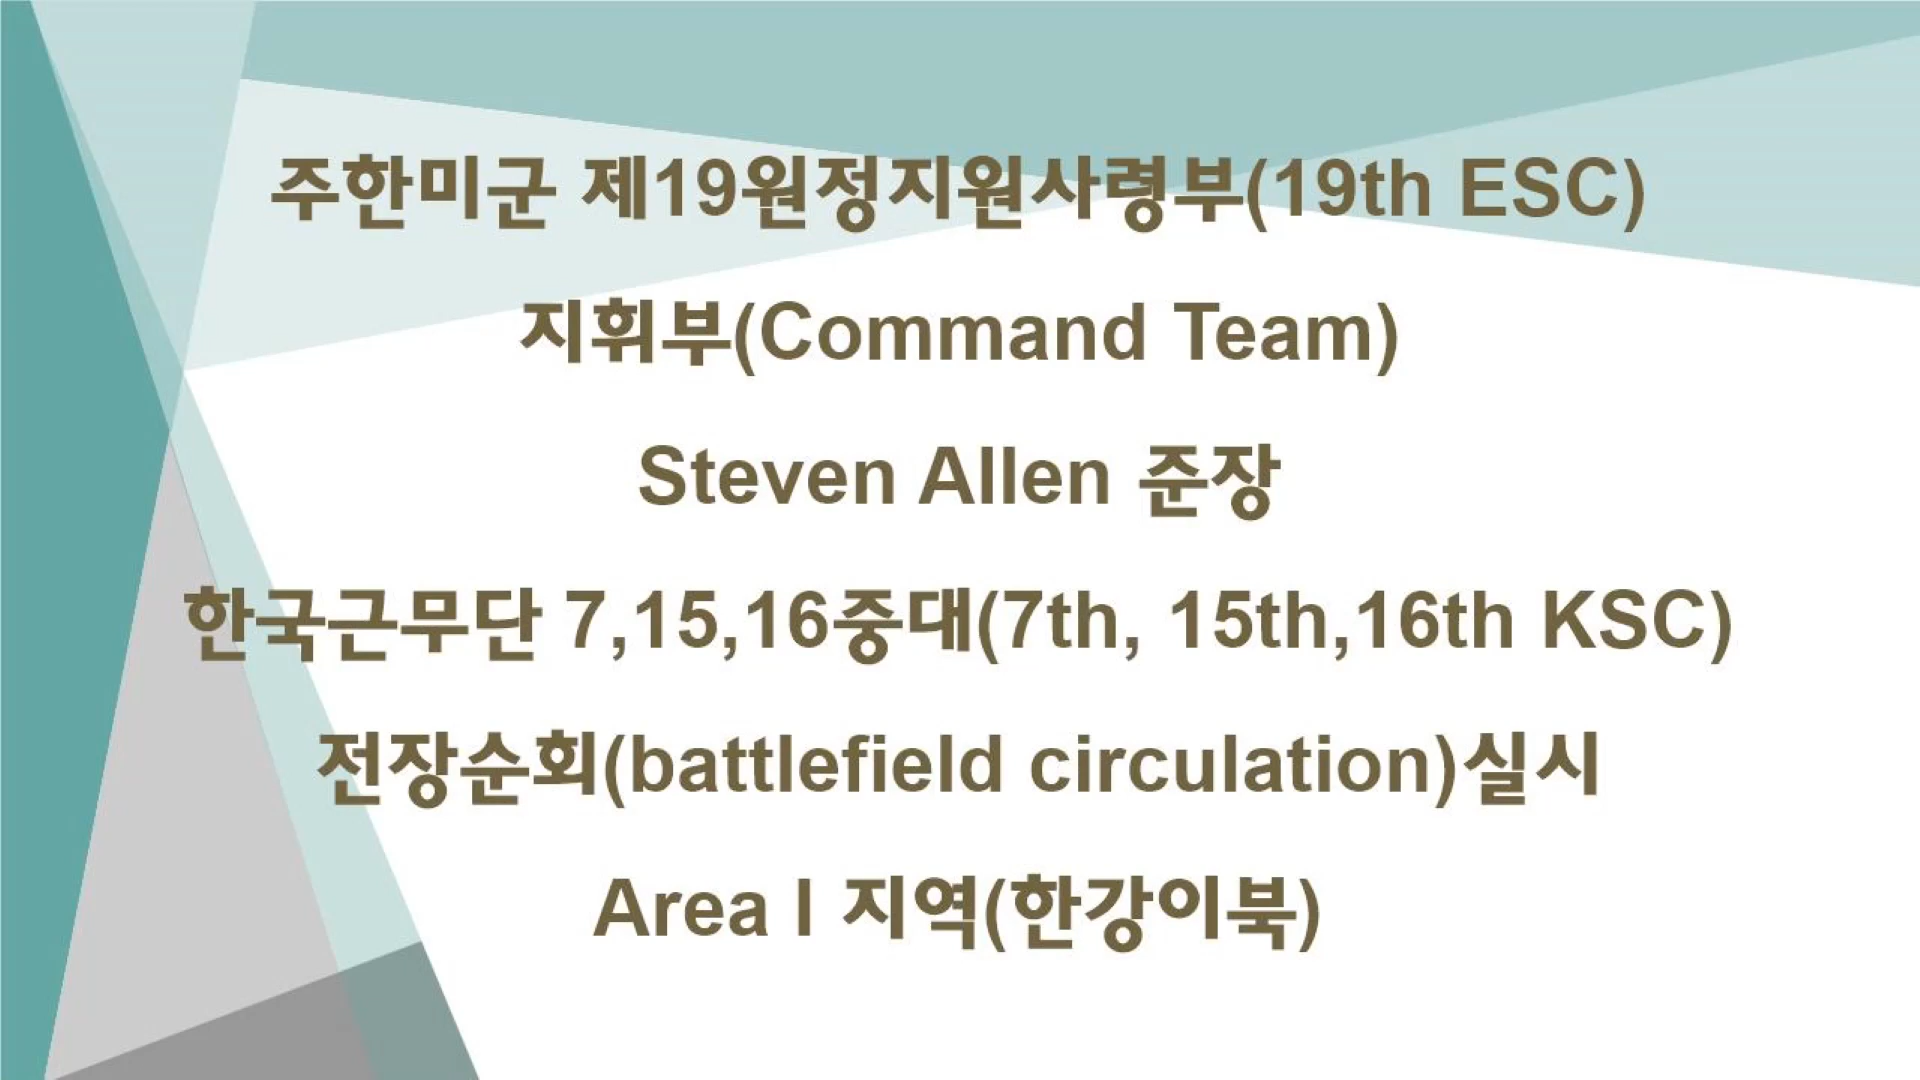 주한미군 제19원정지원사령부(19th ESC)
지휘부(Command Team)
Steven Allen 준장
한국근무단 7,15,16중대(7th, 15th,16th KSC)
전장순회(battlefield circulation)실시
Area I 지역(한강이북)